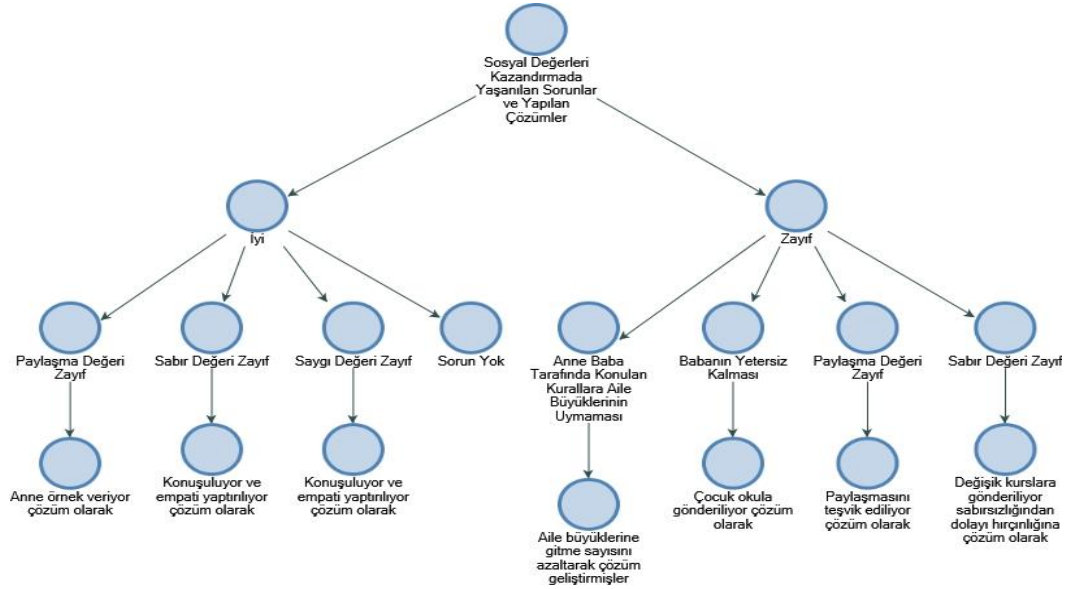 Sosyal Değerleri
Kazandırmada
Yaşanılan Sorunlar
ve Yapılan
Çözümler
İyi
Zayıf
Paylaşma Değeri
Zayıf
Sabır Değeri Zayıf
Saygı Değeri Zayıf
Sorun Yok
Anne Baba
Tarafında Konulan
Kurallara Aile
Büyüklerinin
Uymaması
Babanın Yetersiz
Kalması
Paylaşma Değeri
Zayıf
Sabır Değeri Zayıf
Anne örnek veriyor
çözüm olarak
Konuşuluyor ve
empati yaptırılıyor
çözüm olarak
Konuşuluyor ve
empati yaptırılıyor
çözüm olarak
Aile büyüklerine
gitme sayısını
azaltarak çözüm
geliştirmişler
Çocuk okula
gönderiliyor çözüm
olarak
Paylaşmasını
teşvik ediliyor
çözüm olarak
Değişik kurslara
gönderiliyor
sabırsızlığından
dolayı hırçınlığına
çözüm olarak